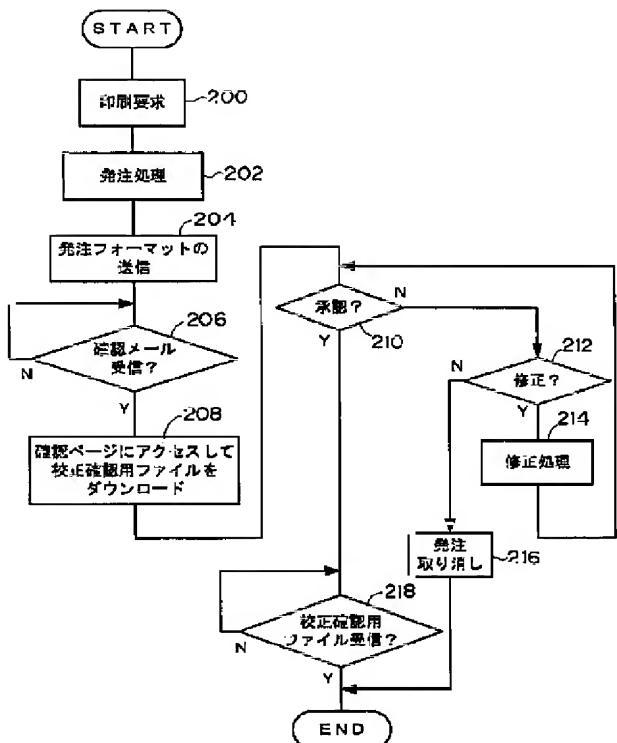 START
印刷要求
200
発注処理
202
204
発注フォーマットの
送信
206
確認メール
受信？
N
Y
208
確認ページにアクセスして
校正確認用ファイルを
ダウンロード
承認？
N
210
Y
212
修正？
N
Y
214
修正処理
発注
取り消し
216
218
校正確認用
ファイル受信？
N
Y
END